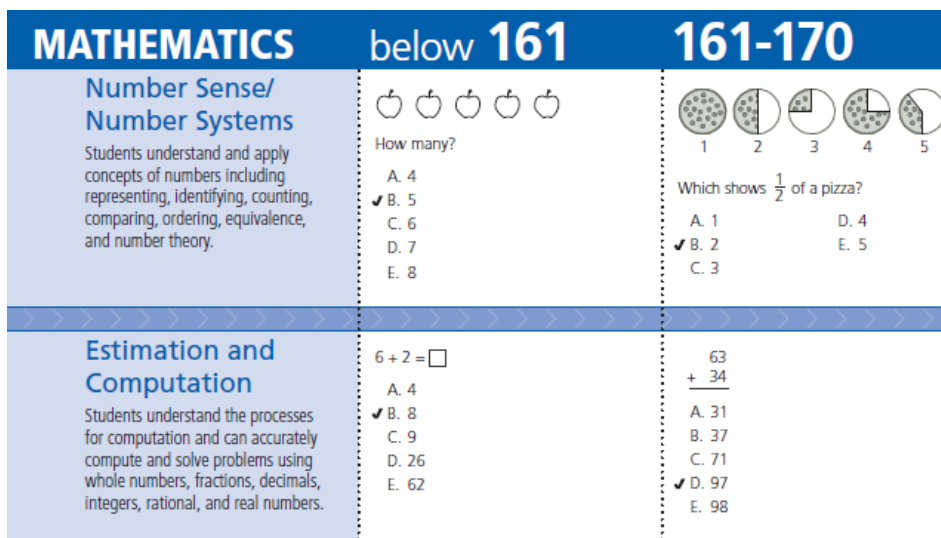 MATHEMATICS
below 161
161-170
Number Sense/
Number Systems
Students understand and apply
concepts of numbers including
representing, identifying, counting,
comparing, ordering, equivalence,
and number theory.
How many?
A. 4
✔ B. 5
C. 6
D. 7
E. 8
1 2 3 4 5
Which shows 1/2 of a pizza?
A. 1 D. 4
✔ B. 2 E. 5
C. 3
Estimation and
Computation
Students understand the processes
for computation and can accurately
compute and solve problems using
whole numbers, fractions, decimals,
integers, rational, and real numbers.
6 + 2 = □
A. 4
✔ B. 8
C. 9
D. 26
E. 62
63
+ 34
A. 31
B. 37
C. 71
✔ D. 97
E. 98